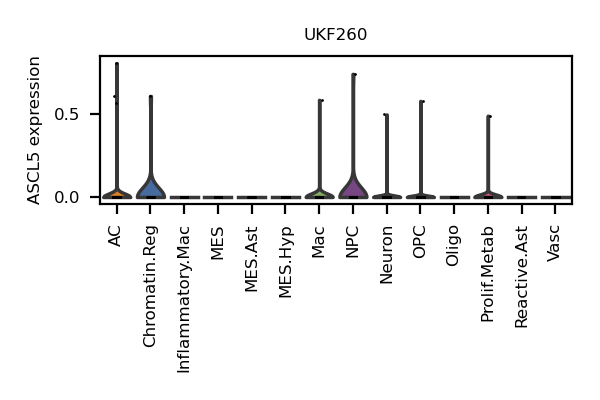 UKF260
ASCL5 expression
0.5
0.0
AC
Chromatin.Reg
Inflammatory.Mac
MES
MES.Ast
MES.Hyp
Mac
NPC
Neuron
OPC
Oligo
Prolif.Metab
Reactive.Ast
Vasc